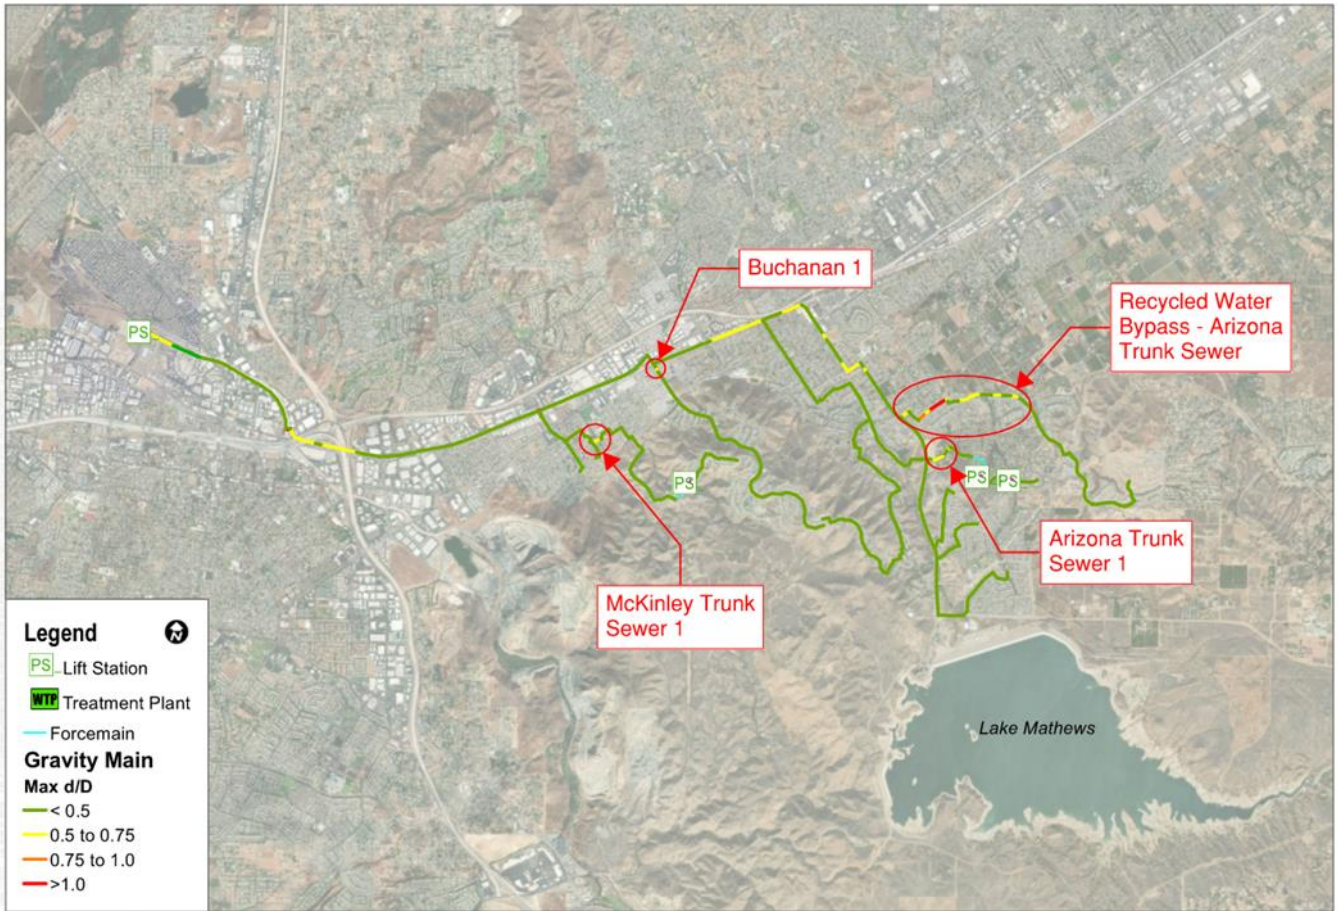 Buchanan 1
Recycled Water
Bypass - Arizona
Trunk Sewer
PS
PS
PS
PS
McKinley Trunk
Sewer 1
Arizona Trunk
Sewer 1
Lake Mathews
Legend
N
PS Lift Station
WTP Treatment Plant
Forcemain
Gravity Main
Max d/D
< 0.5
0.5 to 0.75
0.75 to 1.0
>1.0